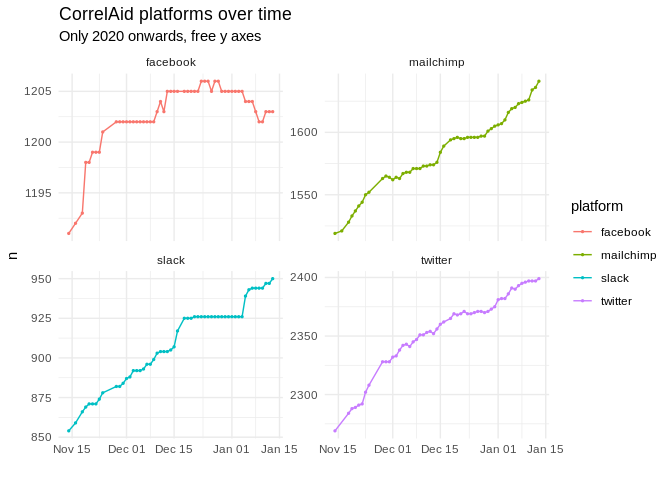 CorrelAid platforms over time
Only 2020 onwards, free y axes
facebook
mailchimp
1205
1200
1195
1600
1550
slack
twitter
950
925
900
875
850
2400
2350
2300
Nov 15 Dec 01 Dec 15 Jan 01 Jan 15
Nov 15 Dec 01 Dec 15 Jan 01 Jan 15
n
platform
facebook
mailchimp
slack
twitter